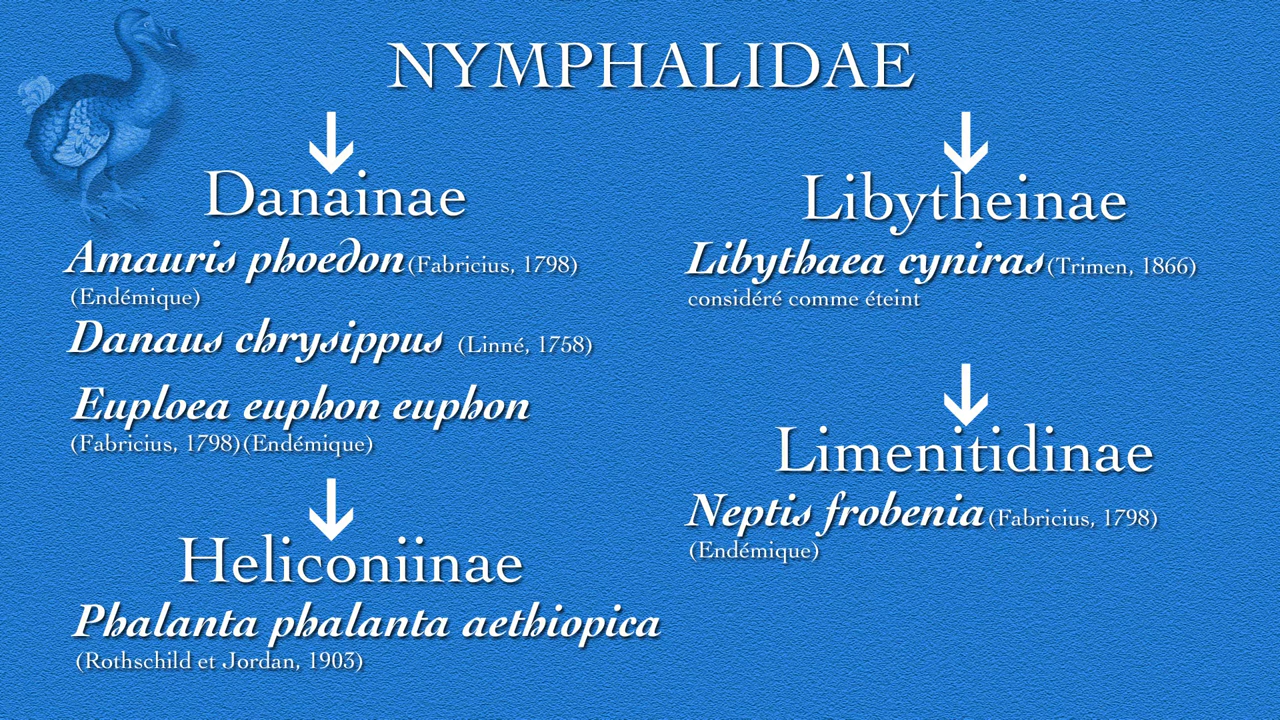 NYMPHALIDAE
Danainae
Amauris phoedon (Fabricius, 1798)
(Endémique)
Danaus chrysippus (Linné, 1758)
Euploea euphon euphon
(Fabricius, 1798)(Endémique)
Heliconiinae
Phalanta phalanta aethiopica
(Rothschild et Jordan, 1903)
Libytheinae
Libythaea cyniras (Trimen, 1866)
considéré comme éteint
Limenitidinae
Neptis frobenia (Fabricius, 1798)
(Endémique)